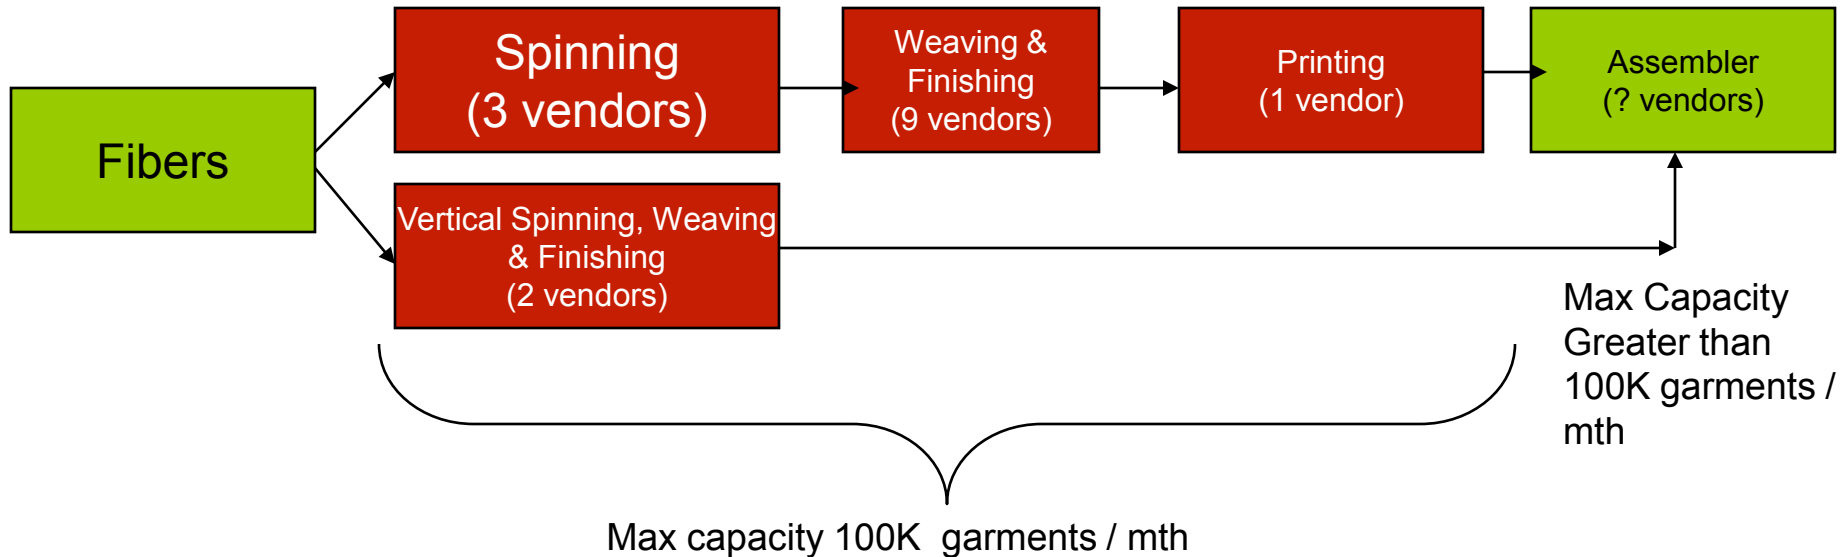 Fibers
Spinning
(3 vendors)
Weaving &
Finishing
(9 vendors)
Printing
(1 vendor)
Assembler
(? vendors)
Vertical Spinning, Weaving
& Finishing
(2 vendors)
Max Capacity
Greater than
100K garments /
mth
Max capacity 100K garments / mth